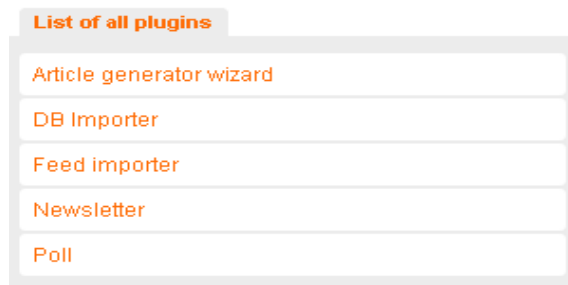 List of all plugins
Article generator wizard
DB Importer
Feed importer
Newsletter
Poll